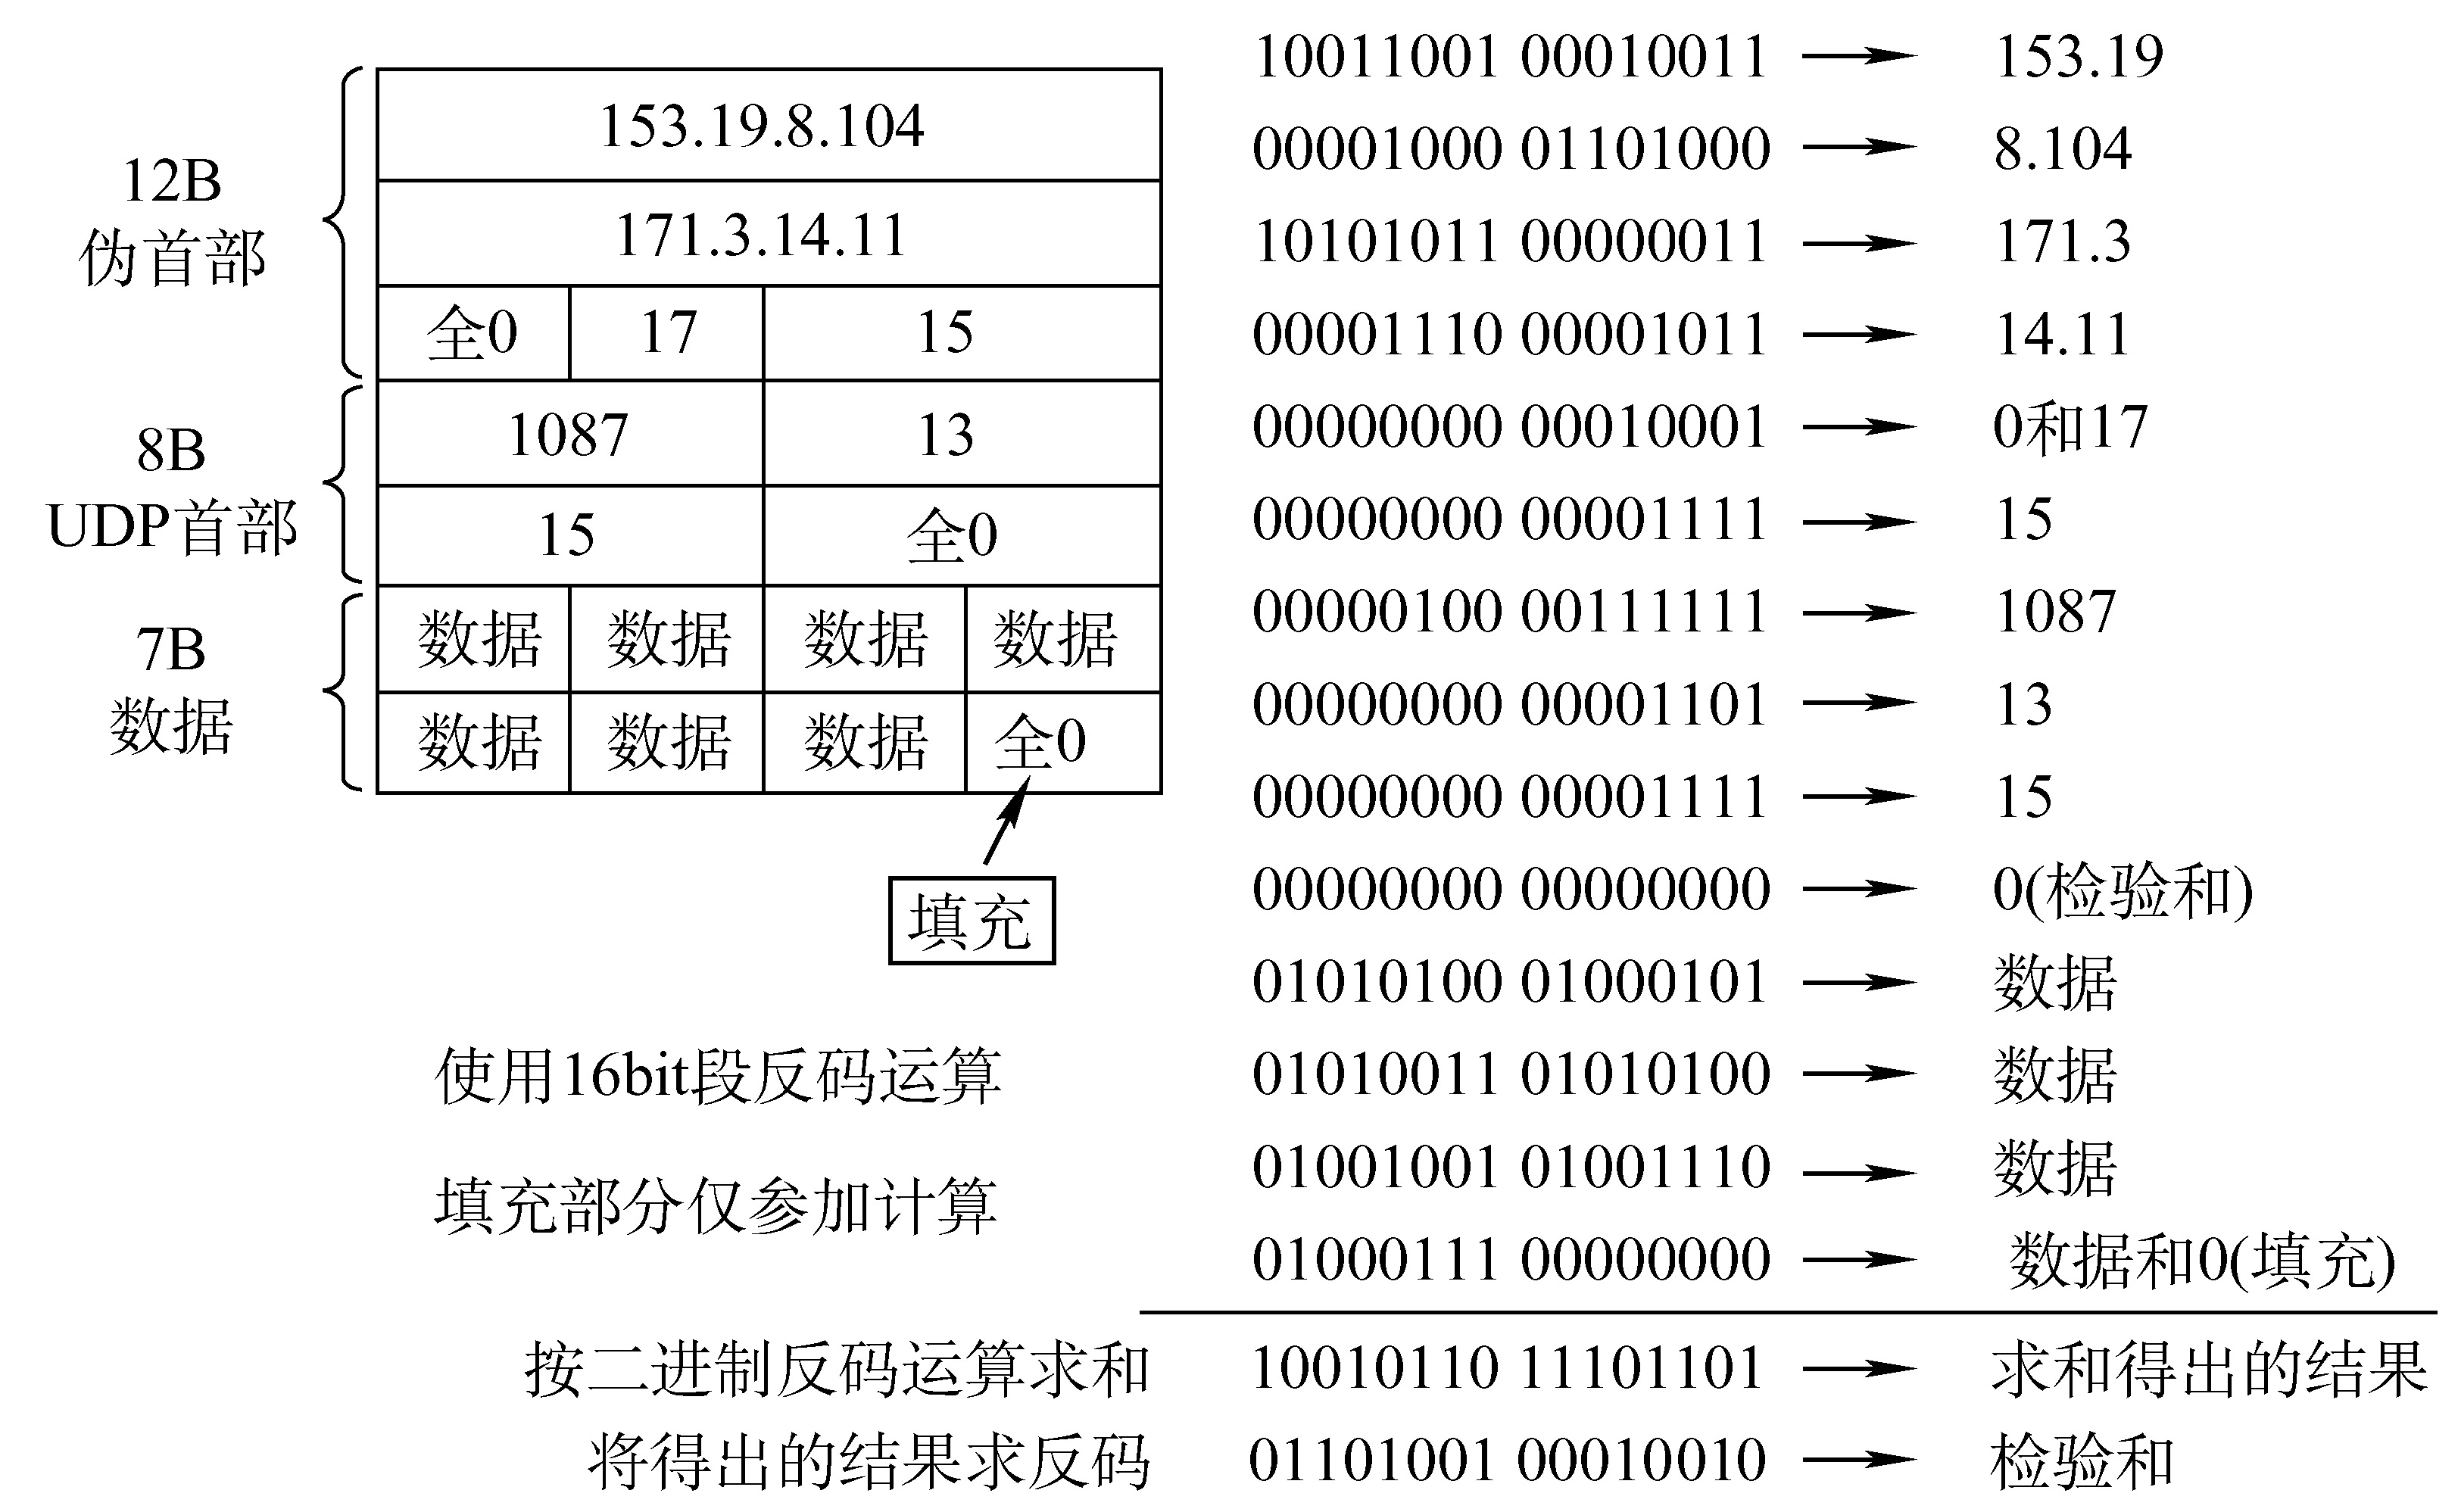 12B
伪首部
153.19.8.104
171.3.14.11
全0 17 15
8B
UDP首部
1087 13
15 全0
7B
数据
数据 数据 数据 数据
数据 数据 数据 全0
填充
使用16bit段反码运算
填充部分仅参加计算
10011001 00010011 153.19
00001000 01101000 8.104
10101011 00000011 171.3
00001110 00001011 14.11
00000000 00010001 0和17
00000000 00001111 15
00000100 00111111 1087
00000000 00001101 13
00000000 00001111 15
00000000 00000000 0(检验和)
01010100 01000101 数据
01010011 01010100 数据
01001001 01001110 数据
01000111 00000000 数据和0(填充)
按二进制反码运算求和 10010110 11101101 求和得出的结果
将得出的结果求反码 01101001 00010010 检验和